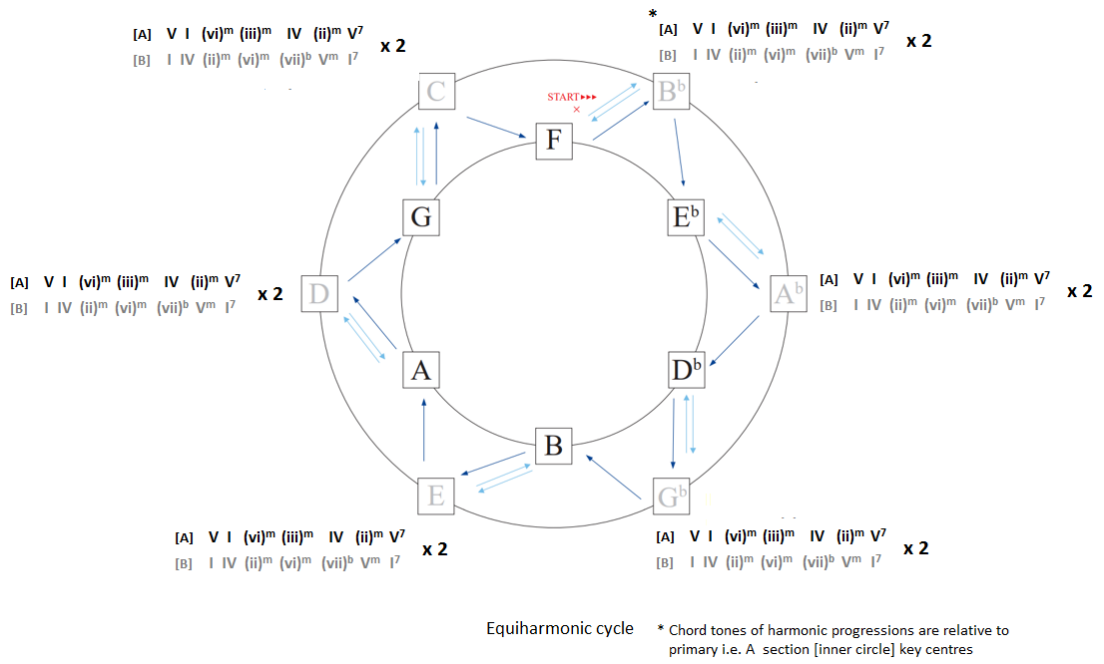 [A] V I (vi)ᵐ (iii)ᵐ IV (ii)ᵐ V⁷ x 2
[B] I IV (ii)ᵐ (vi)ᵐ (vii)ᵇ Vᵐ I⁷
* [A] V I (vi)ᵐ (iii)ᵐ IV (ii)ᵐ V⁷ x 2
[B] I IV (ii)ᵐ (vi)ᵐ (vii)ᵇ Vᵐ I⁷
C
START▸▸▸
×
Bᵇ
F
G
Eᵇ
[A] V I (vi)ᵐ (iii)ᵐ IV (ii)ᵐ V⁷ x 2
[B] I IV (ii)ᵐ (vi)ᵐ (vii)ᵇ Vᵐ I⁷
D
Aᵇ
[A] V I (vi)ᵐ (iii)ᵐ IV (ii)ᵐ V⁷ x 2
[B] I IV (ii)ᵐ (vi)ᵐ (vii)ᵇ Vᵐ I⁷
A
Dᵇ
B
E
Gᵇ
[A] V I (vi)ᵐ (iii)ᵐ IV (ii)ᵐ V⁷ x 2
[B] I IV (ii)ᵐ (vi)ᵐ (vii)ᵇ Vᵐ I⁷
[A] V I (vi)ᵐ (iii)ᵐ IV (ii)ᵐ V⁷ x 2
[B] I IV (ii)ᵐ (vi)ᵐ (vii)ᵇ Vᵐ I⁷
Equiharmonic cycle
* Chord tones of harmonic progressions are relative to
primary i.e. A section [inner circle] key centres